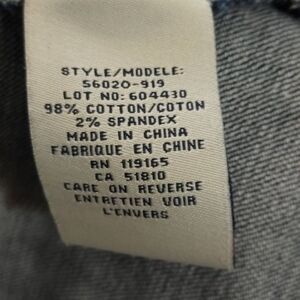 STYLE/MODELE:
56020-919
LOT NO: 604430
98% COTTON/COTON
2% SPANDEX
MADE IN CHINA
FABRIQUE EN CHINE
RN 119165
CA 51810
CARE ON REVERSE
ENTRETIEN VOIR
L'ENVERS